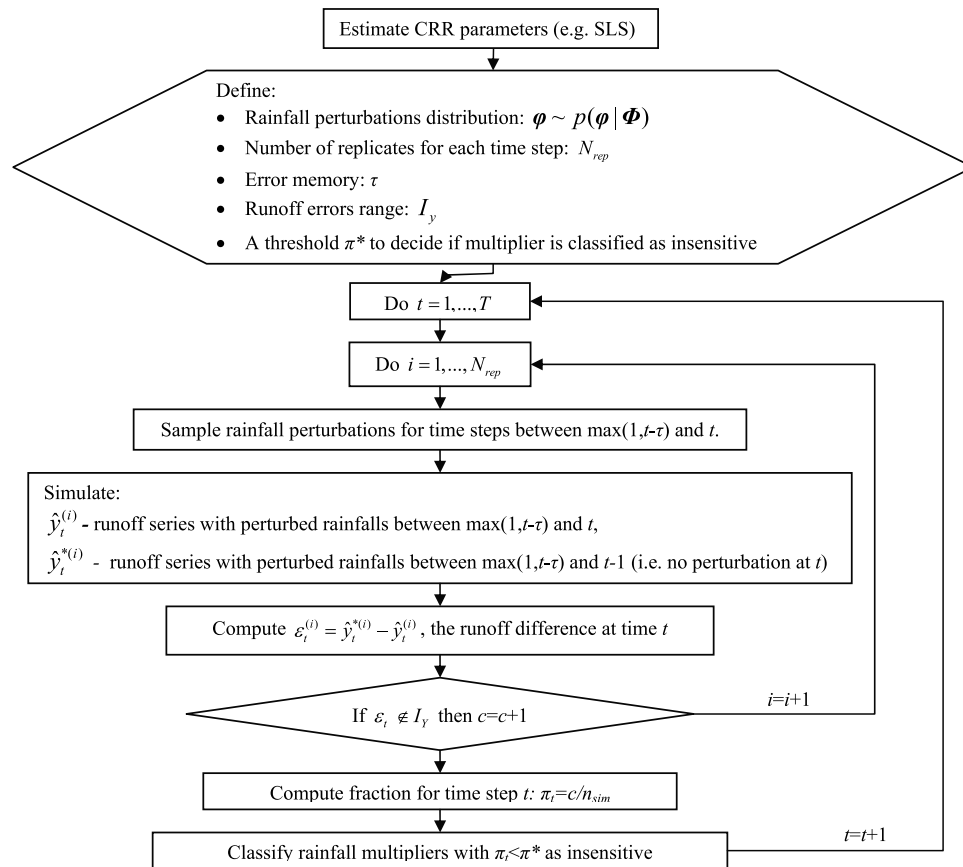 Estimate CRR parameters (e.g. SLS)
Define:
• Rainfall perturbations distribution: φ ~ p(φ | Φ)
• Number of replicates for each time step: N_rep
• Error memory: τ
• Runoff errors range: I_y
• A threshold π* to decide if multiplier is classified as insensitive
Do t = 1,...,T
Do i = 1,..., N_rep
Sample rainfall perturbations for time steps between max(1,t-τ) and t.
Simulate:
ŷ_t^(i) - runoff series with perturbed rainfalls between max(1,t-τ) and t,
ŷ_t^*(i) - runoff series with perturbed rainfalls between max(1,t-τ) and t-1 (i.e. no perturbation at t)
Compute ε_t^(i) = ŷ_t^*(i) − ŷ_t^(i), the runoff difference at time t
If ε_t ∉ I_Y then c=c+1
i=i+1
Compute fraction for time step t: π_t=c/n_sim
Classify rainfall multipliers with π_t<π* as insensitive
t=t+1